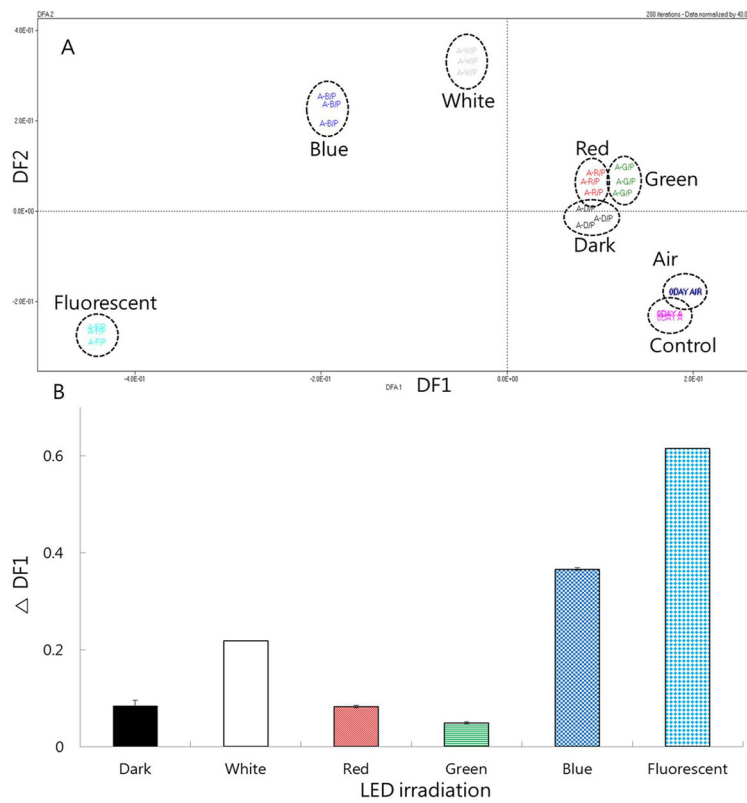 DFA 2
200 iterations - Data normalized by 40.0
4.0E-01
A
A-W/P
A-W/P
A-W/P
White
A-B/P
A-B/P
A-B/P
Blue
2.0E-01
DF2
Red
A-R/P
A-R/P
A-R/P
A-G/P
A-G/P
A-G/P
Green
0.0E+00
A-D/P
A-D/P
A-D/P
Dark
Air
0DAY AIR
0DAY A
Control
-2.0E-01
Fluorescent
A-F/P
-4.0E-01
-2.0E-01
0.0E+00
2.0E-01
DFA 1
DF1
B
△ DF1
0.6
0.4
0.2
0
Dark
White
Red
Green
Blue
Fluorescent
LED irradiation